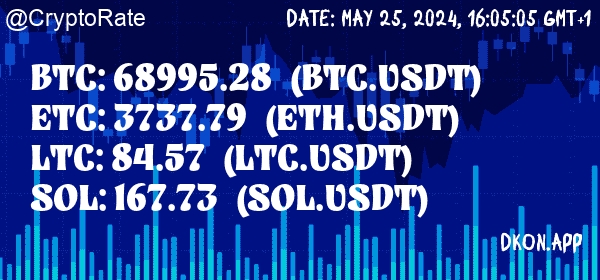 @CryptoRate
DATE: MAY 25, 2024, 16:05:05 GMT+1
BTC: 68995.28 (BTC.USDT)
ETC: 3737.79 (ETH.USDT)
LTC: 84.57 (LTC.USDT)
SOL: 167.73 (SOL.USDT)
DKON.APP